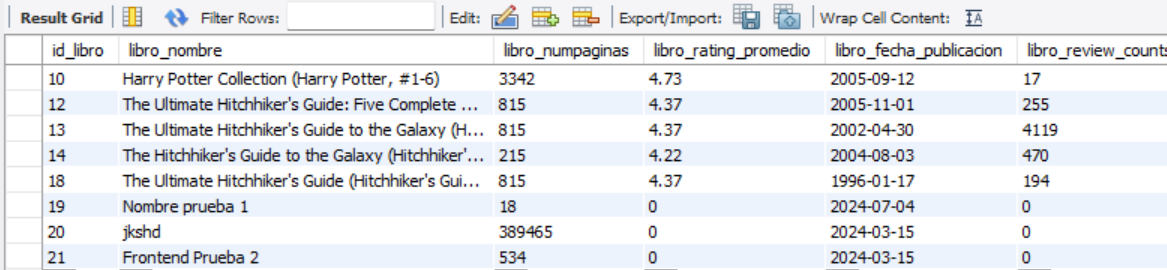 Result Grid Filter Rows: Edit: Export/Import: Wrap Cell Content: IA
id_libro libro_nombre libro_numpaginas libro_rating_promedio libro_fecha_publicacion libro_review_counts
10 Harry Potter Collection (Harry Potter, #1-6) 3342 4.73 2005-09-12 17
12 The Ultimate Hitchhiker's Guide: Five Complete ... 815 4.37 2005-11-01 255
13 The Ultimate Hitchhiker's Guide to the Galaxy (H... 815 4.37 2002-04-30 4119
14 The Hitchhiker's Guide to the Galaxy (Hitchhiker'... 215 4.22 2004-08-03 470
18 The Ultimate Hitchhiker's Guide (Hitchhiker's Gui... 815 4.37 1996-01-17 194
19 Nombre prueba 1 18 0 2024-07-04 0
20 jkshd 389465 0 2024-03-15 0
21 Frontend Prueba 2 534 0 2024-03-15 0